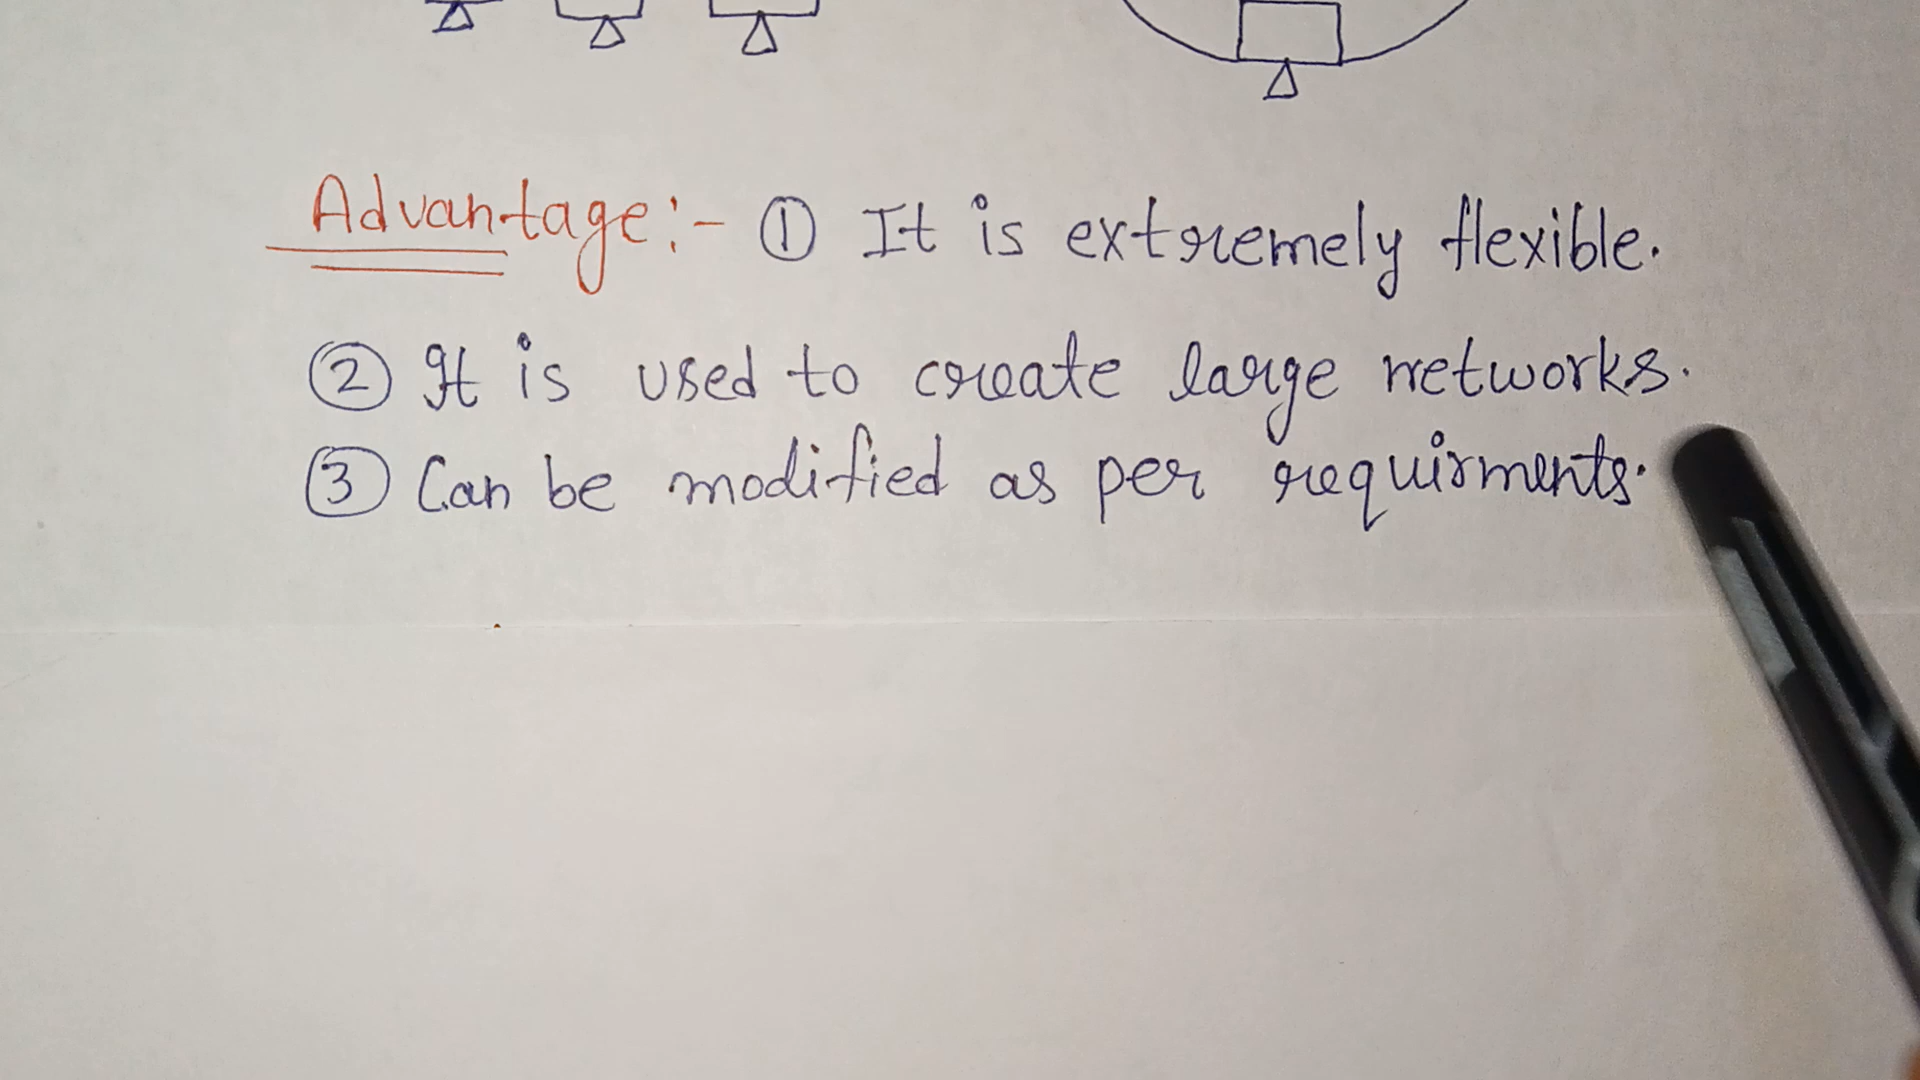 Advantage:- ① It is extremely flexible.
② It is used to create large networks.
③ Can be modified as per requirments.